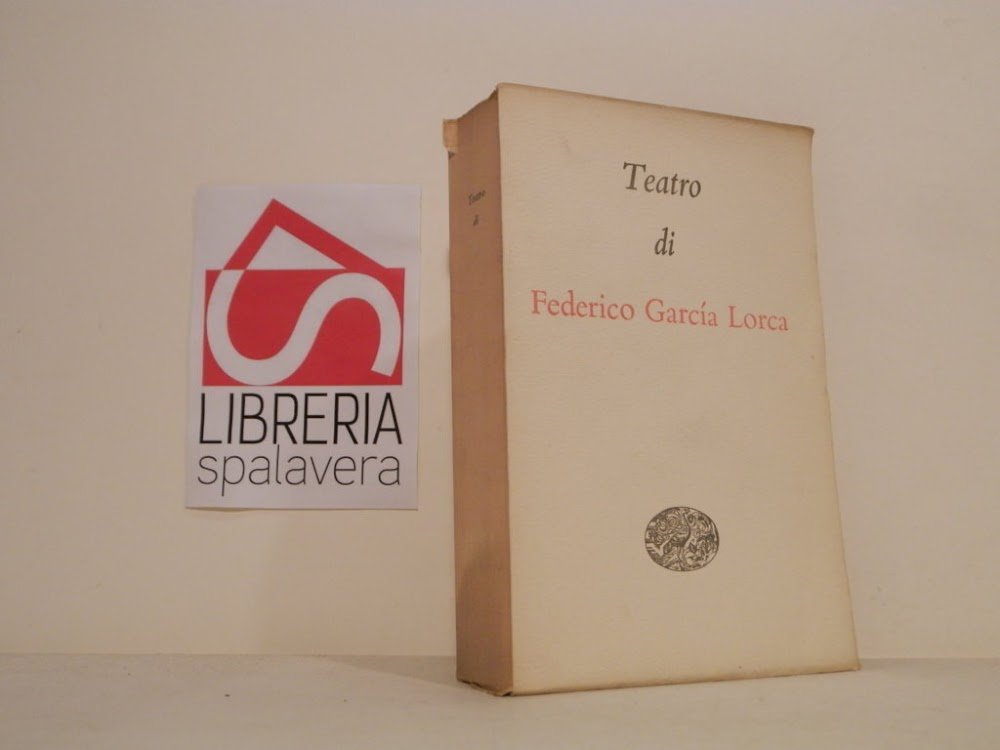 LIBRERIA
spalavera
Teatro
di
Teatro
di
Federico García Lorca